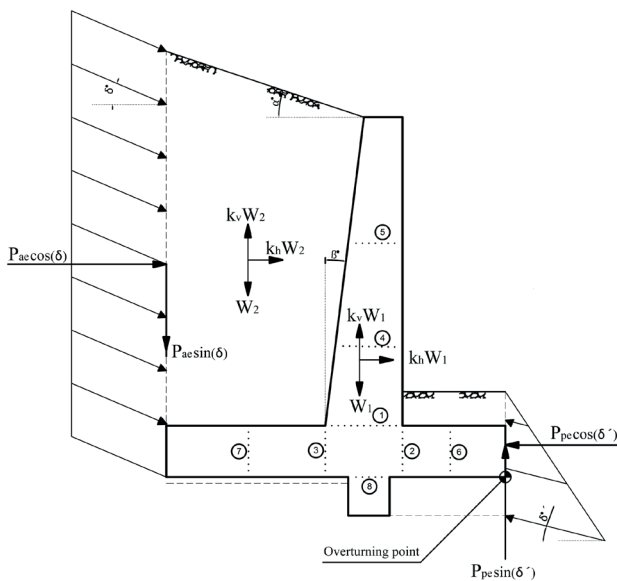 δ°
α°
5
kᵥW₂
kₕW₂
ß°
Pₐₑcos(δ)
W₂
kᵥW₁
4
kₕW₁
Pₐₑsin(δ)
W₁
1
7
3
2
6
Pₚₑcos(δ´)
8
δ°´
Overturning point
Pₚₑsin(δ´)